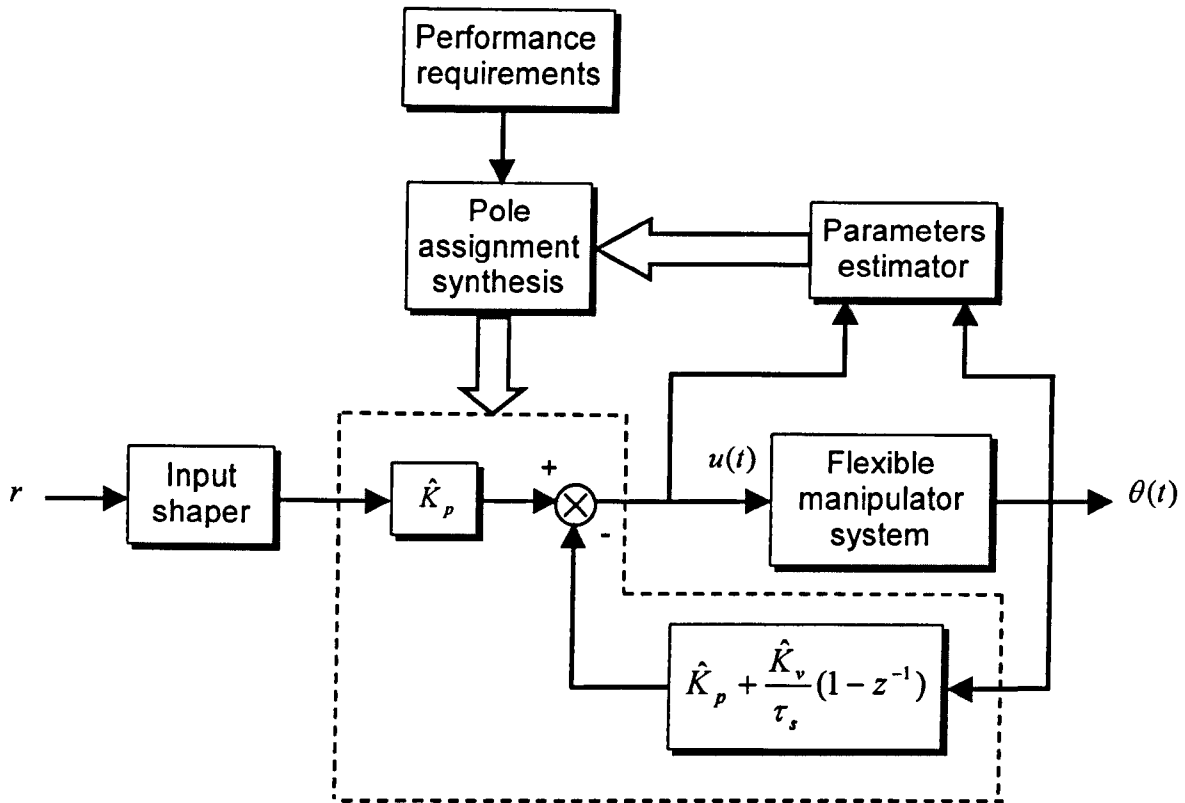 Performance
requirements
Pole
assignment
synthesis
Parameters
estimator
r
Input
shaper
K̂p
+
-
u(t)
Flexible
manipulator
system
θ(t)
K̂p + K̂v/τs (1 − z⁻¹)